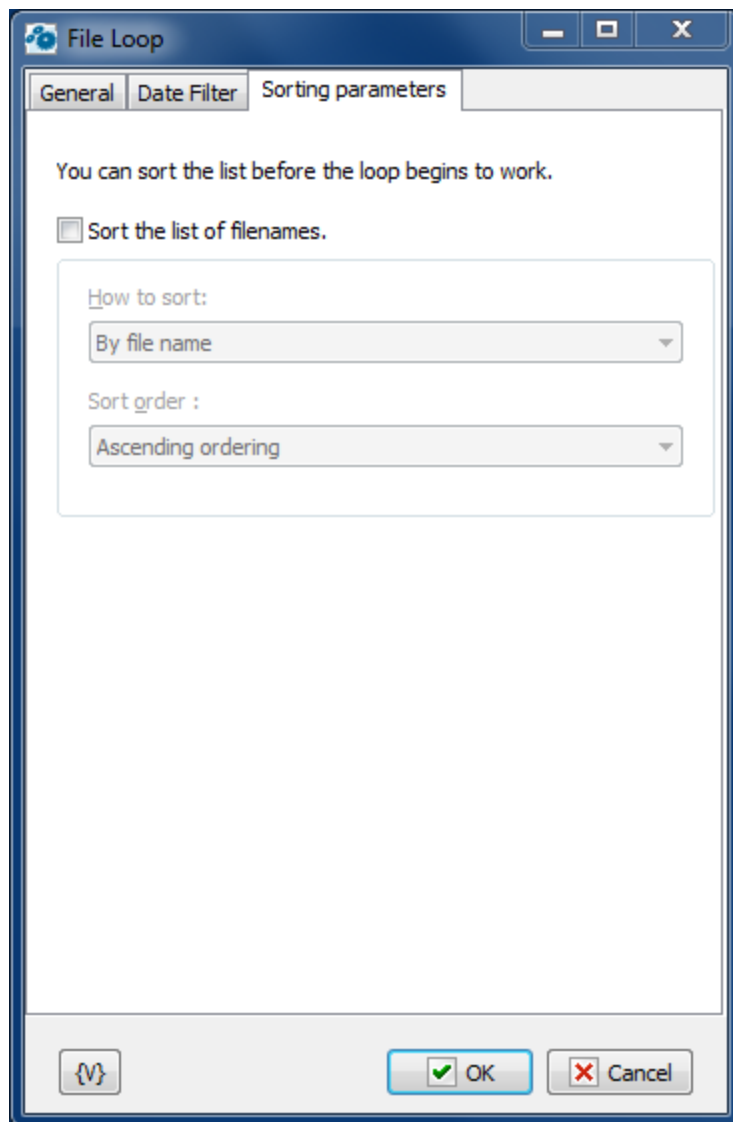 File Loop
General Date Filter Sorting parameters
You can sort the list before the loop begins to work.
Sort the list of filenames.
How to sort:
By file name
Sort order :
Ascending ordering
{V} OK Cancel